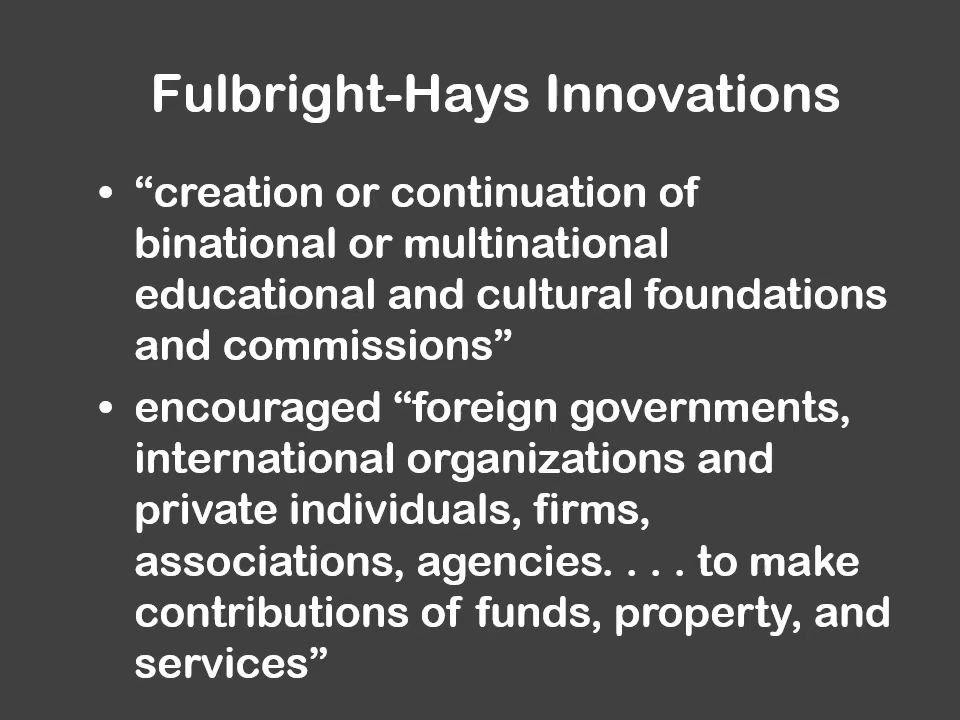 Fulbright-Hays Innovations
• “creation or continuation of
binational or multinational
educational and cultural foundations
and commissions”
• encouraged “foreign governments,
international organizations and
private individuals, firms,
associations, agencies. . . . to make
contributions of funds, property, and
services”